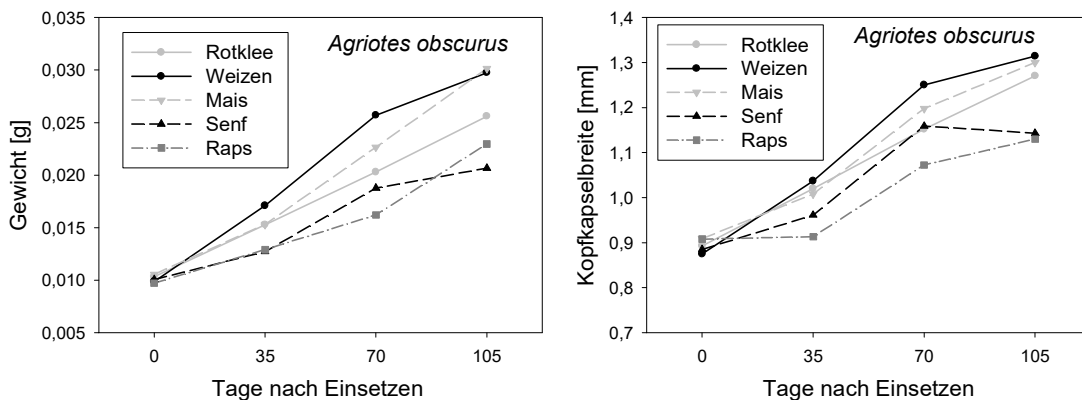 Agriotes obscurus
Rotklee
Weizen
Mais
Senf
Raps
Gewicht [g]
0,035
0,030
0,025
0,020
0,015
0,010
0,005
0 35 70 105
Tage nach Einsetzen
Agriotes obscurus
Rotklee
Weizen
Mais
Senf
Raps
Kopfkapselbreite [mm]
1,4
1,3
1,2
1,1
1,0
0,9
0,8
0,7
0 35 70 105
Tage nach Einsetzen